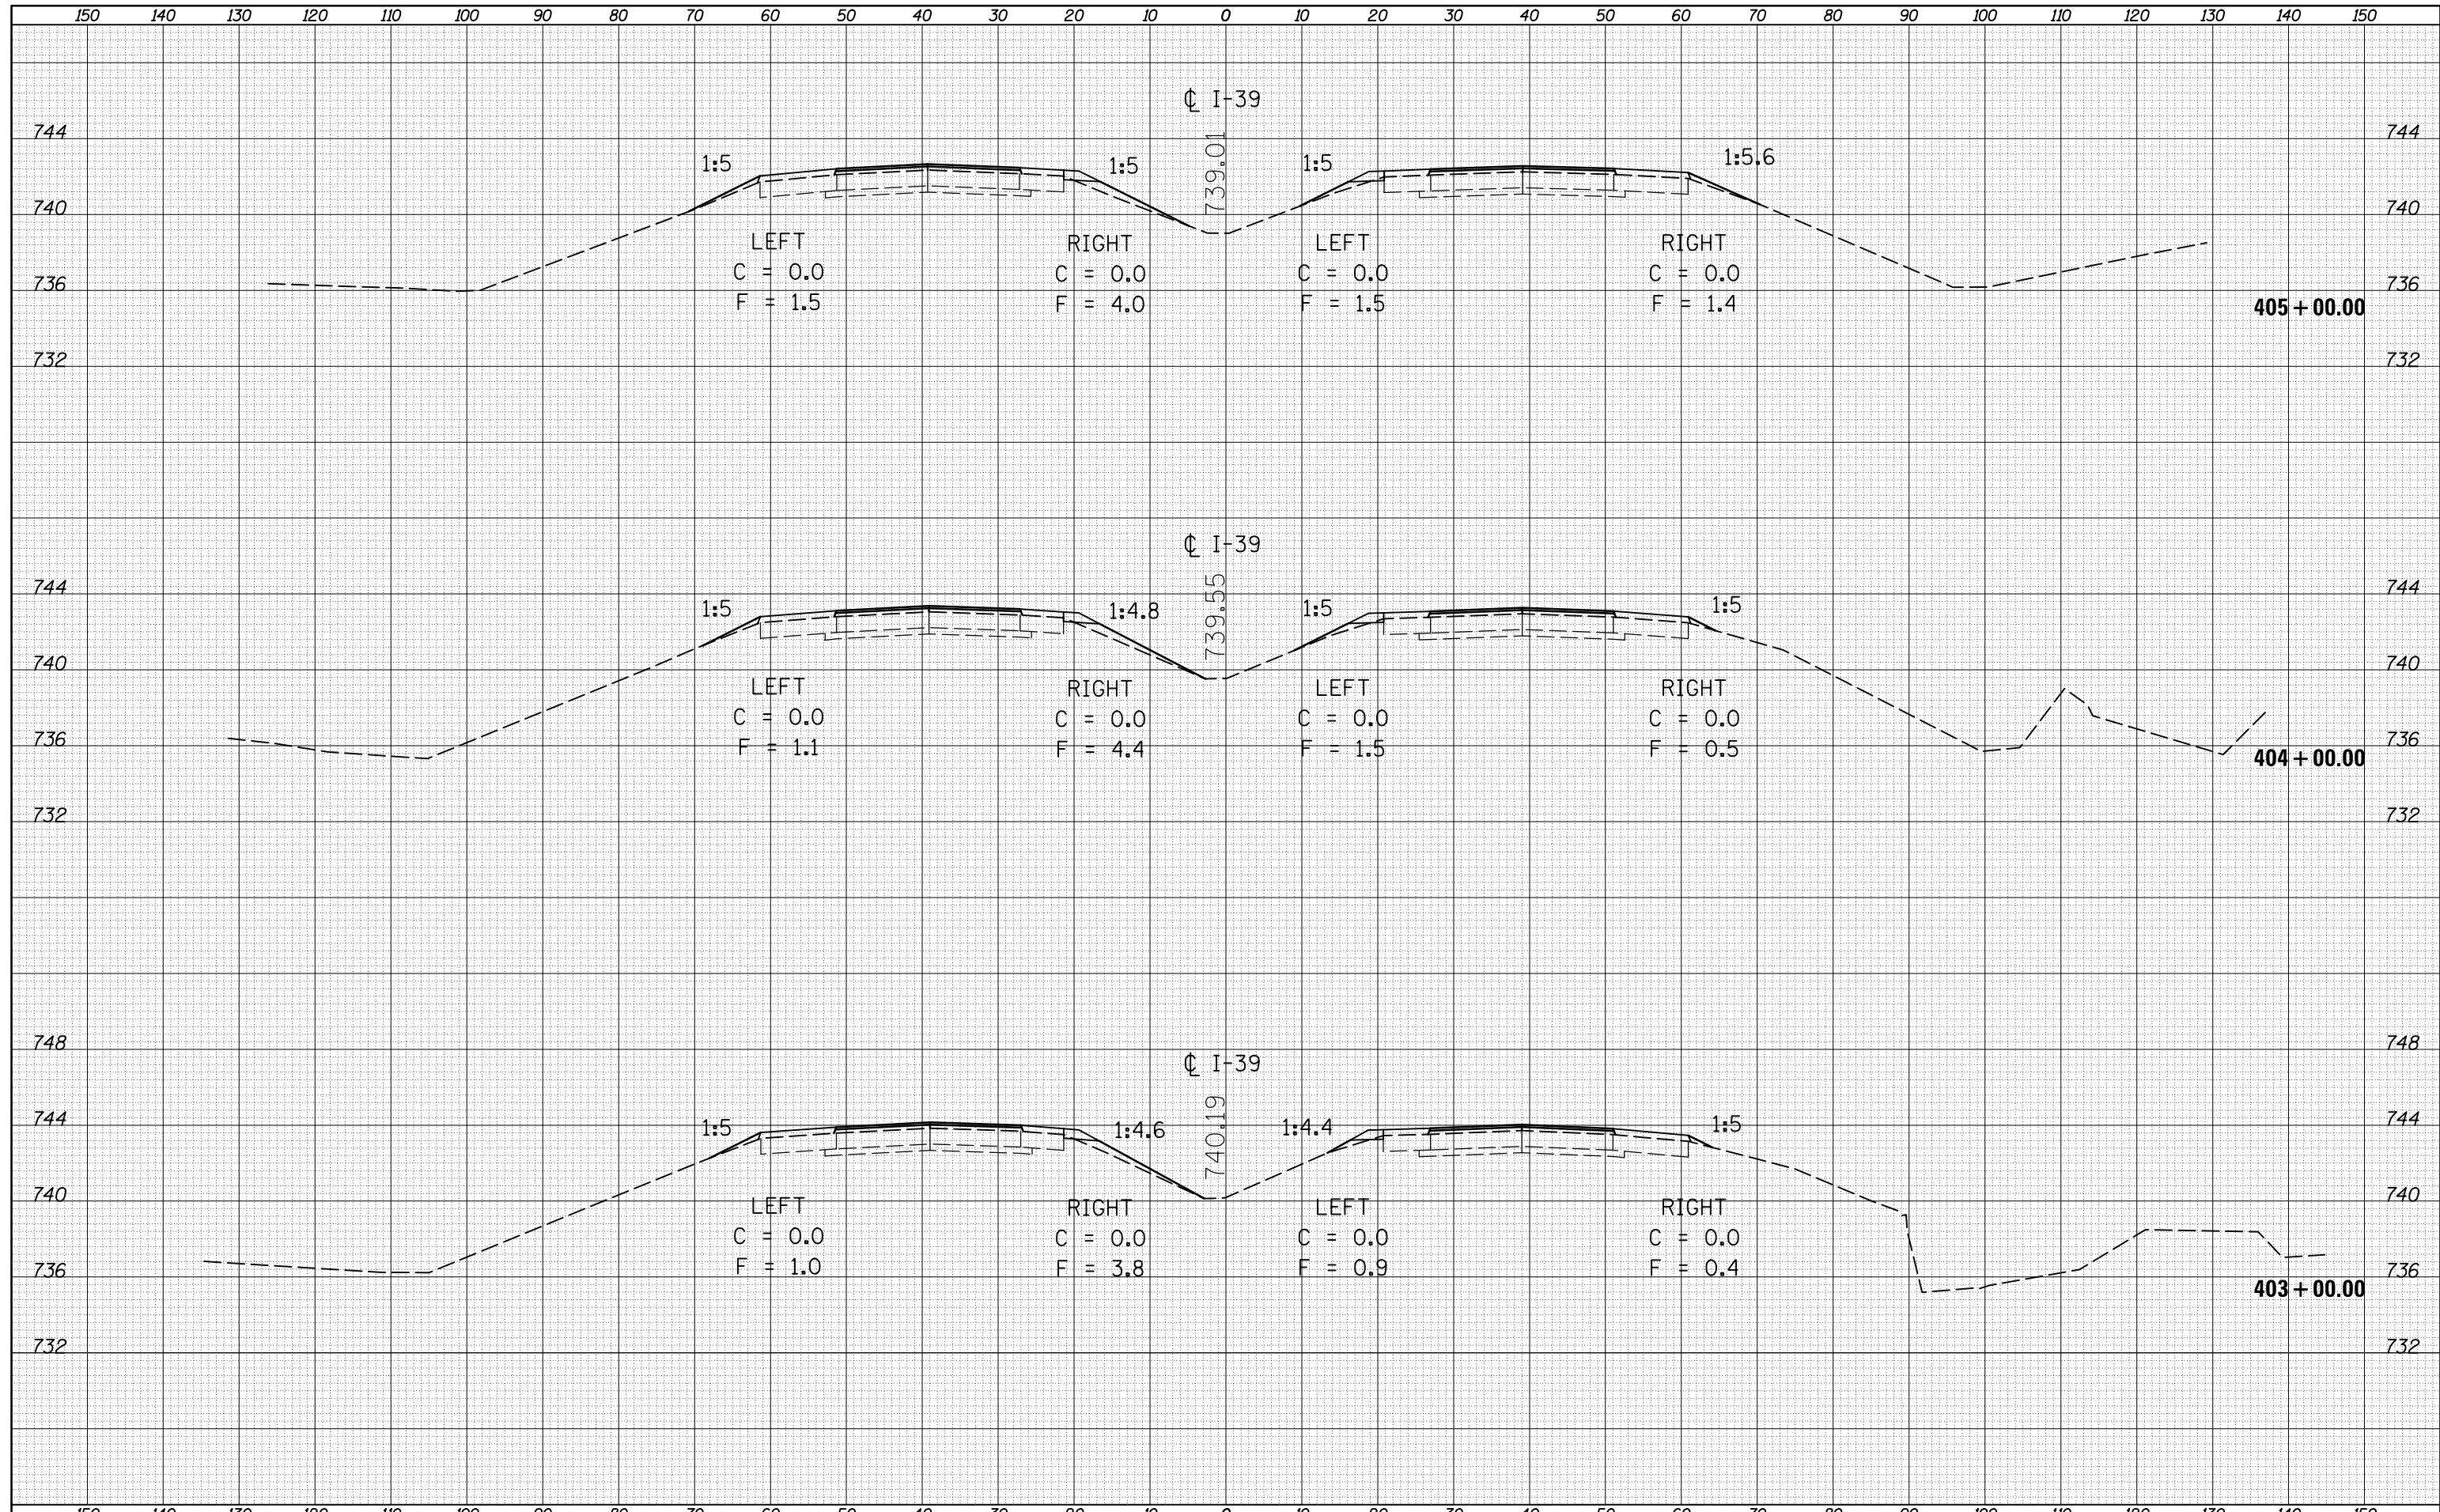 150 140 130 120 110 100 90 80 70 60 50 40 30 20 10 0 10 20 30 40 50 60 70 80 90 100 110 120 130 140 150
℄ I-39
739.01
744 744
1:5 1:5 1:5 1:5.6
740 740
LEFT RIGHT LEFT RIGHT
C = 0.0 C = 0.0 C = 0.0 C = 0.0
736 736
F = 1.5 F = 4.0 F = 1.5 F = 1.4
405+00.00
732 732
℄ I-39
739.55
744 744
1:5 1:4.8 1:5 1:5
740 740
LEFT RIGHT LEFT RIGHT
C = 0.0 C = 0.0 C = 0.0 C = 0.0
736 736
F = 1.1 F = 4.4 F = 1.5 F = 0.5
404+00.00
732 732
748 748
℄ I-39
740.19
744 744
1:5 1:4.6 1:4.4 1:5
740 740
LEFT RIGHT LEFT RIGHT
C = 0.0 C = 0.0 C = 0.0 C = 0.0
736 736
F = 1.0 F = 3.8 F = 0.9 F = 0.4
403+00.00
732 732